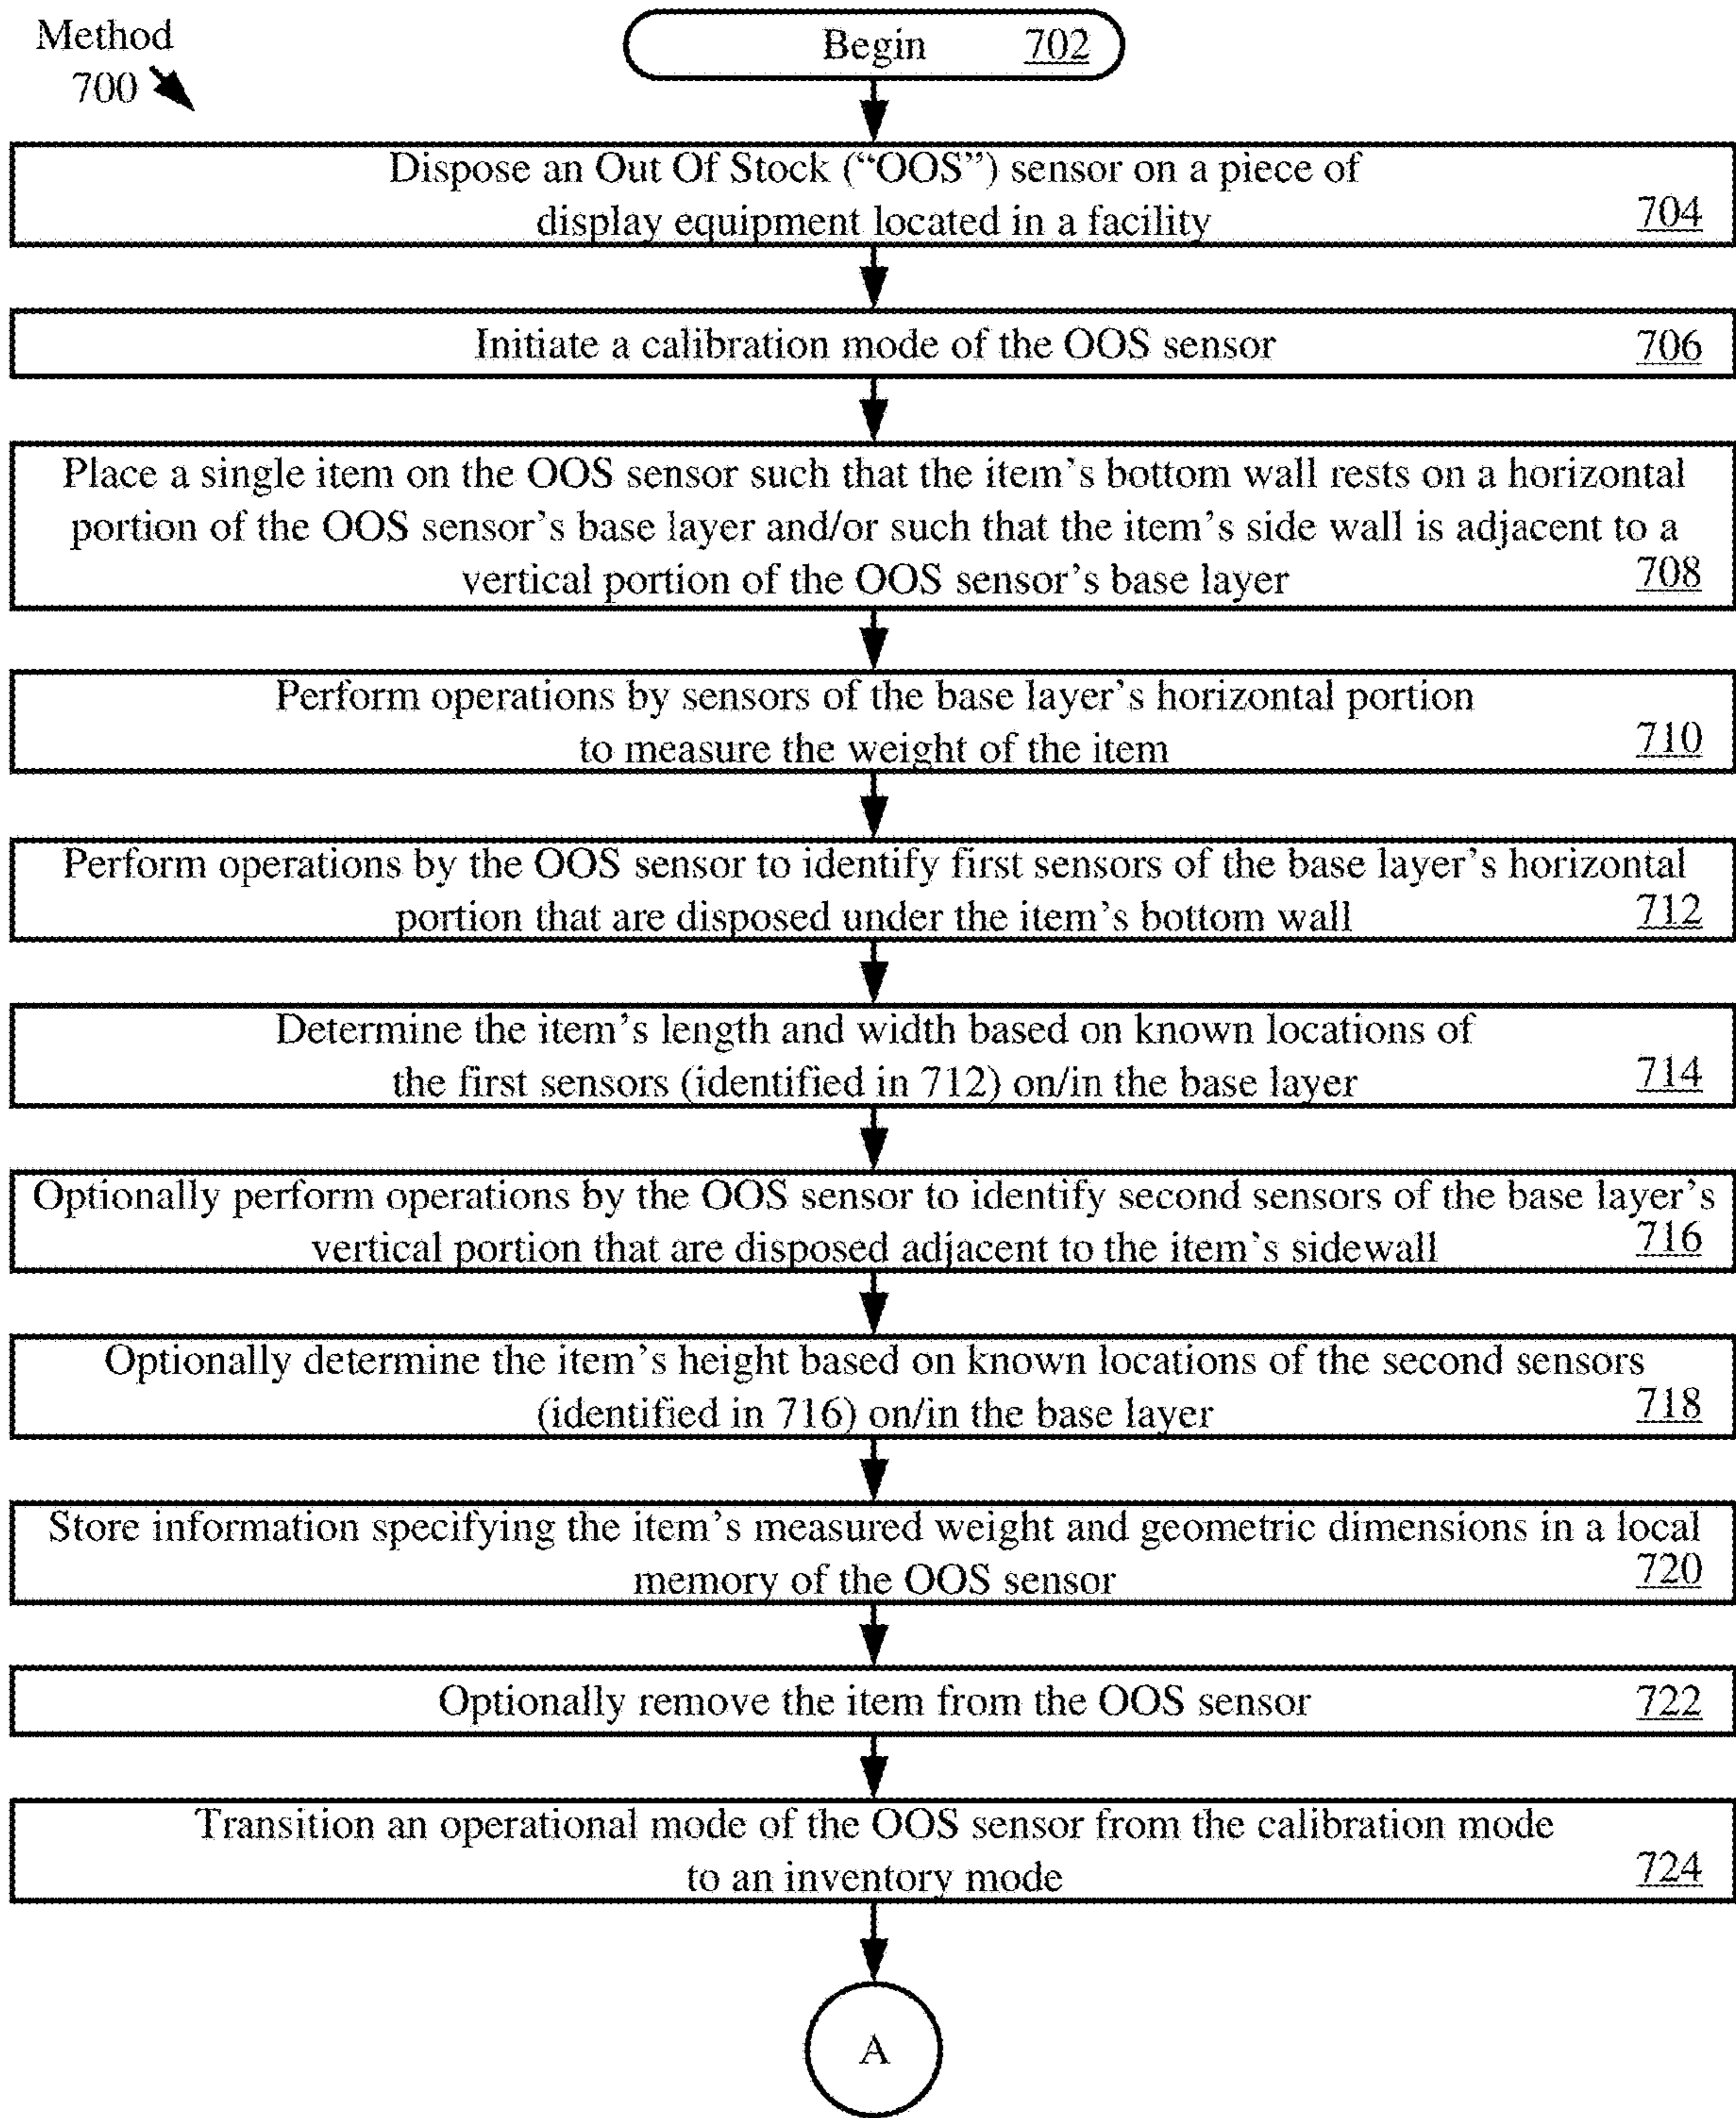 Method
700
Begin 702
Dispose an Out Of Stock (“OOS”) sensor on a piece of
display equipment located in a facility 704
Initiate a calibration mode of the OOS sensor 706
Place a single item on the OOS sensor such that the item’s bottom wall rests on a horizontal
portion of the OOS sensor’s base layer and/or such that the item’s side wall is adjacent to a
vertical portion of the OOS sensor’s base layer 708
Perform operations by sensors of the base layer’s horizontal portion
to measure the weight of the item 710
Perform operations by the OOS sensor to identify first sensors of the base layer’s horizontal
portion that are disposed under the item’s bottom wall 712
Determine the item’s length and width based on known locations of
the first sensors (identified in 712) on/in the base layer 714
Optionally perform operations by the OOS sensor to identify second sensors of the base layer’s
vertical portion that are disposed adjacent to the item’s sidewall 716
Optionally determine the item’s height based on known locations of the second sensors
(identified in 716) on/in the base layer 718
Store information specifying the item’s measured weight and geometric dimensions in a local
memory of the OOS sensor 720
Optionally remove the item from the OOS sensor 722
Transition an operational mode of the OOS sensor from the calibration mode
to an inventory mode 724
A